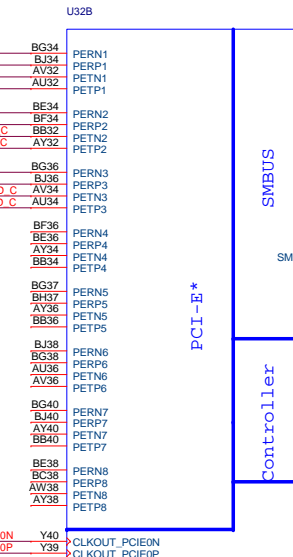 U32B
BG34 PERN1
BJ34 PERP1
AV32 PETN1
AU32 PETP1
BE34 PERN2
BF34 PERP2
C BB32 PETN2
C AY32 PETP2
BG36 PERN3
BJ36 PERP3
D_C AV34 PETN3
D_C AU34 PETP3
BF36 PERN4
BE36 PERP4
AY34 PETN4
BB34 PETP4
BG37 PERN5
BH37 PERP5
AY36 PETN5
BB36 PETP5
BJ38 PERN6
BG38 PERP6
AU36 PETN6
AV36 PETP6
BG40 PERN7
BJ40 PERP7
AY40 PETN7
BB40 PETP7
BE38 PERN8
BC38 PERP8
AW38 PETN8
AY38 PETP8
0N Y40 CLKOUT_PCIE0N
0P Y39 CLKOUT_PCIE0P
PCI-E*
SMBUS
SM
Controller